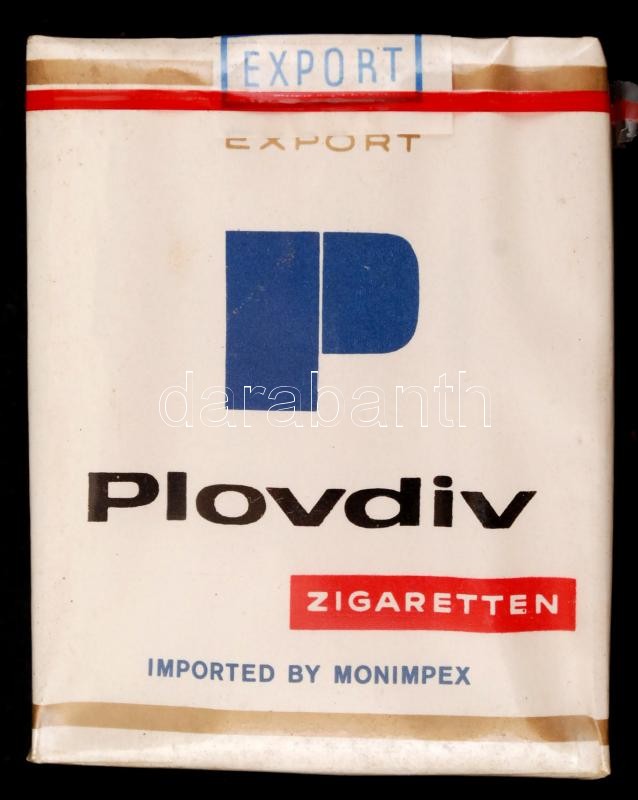 EXPORT
EXPORT
P
darabanth
Plovdiv
ZIGARETTEN
IMPORTED BY MONIMPEX